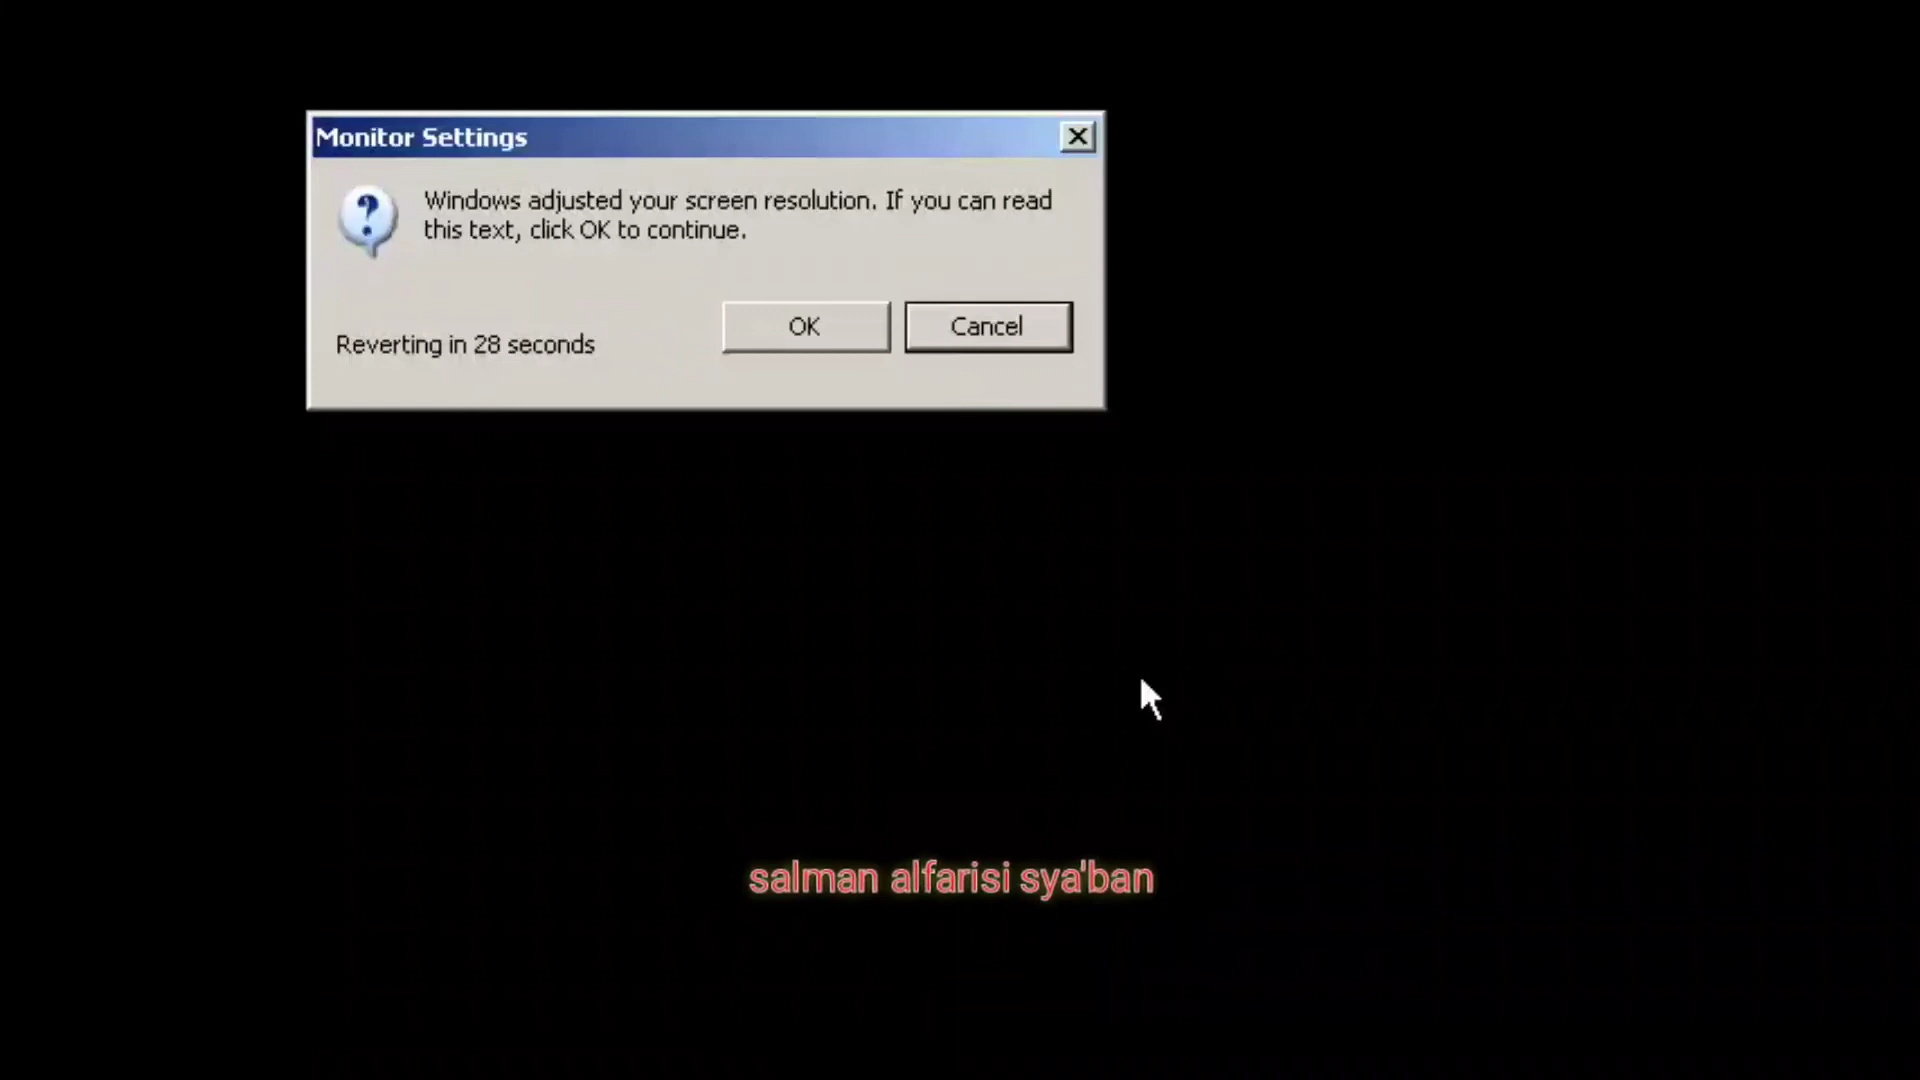 Monitor Settings
Windows adjusted your screen resolution. If you can read
this text, click OK to continue.
Reverting in 28 seconds
OK
Cancel
salman alfarisi sya'ban